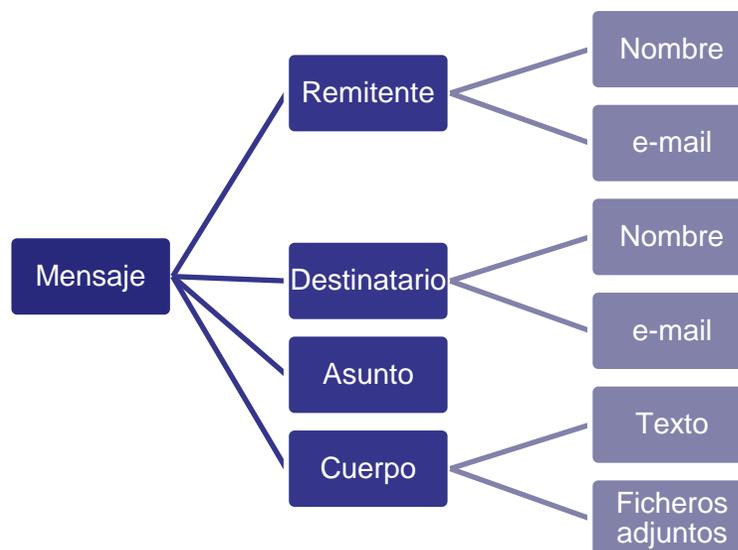 Mensaje
Remitente
Nombre
e-mail
Destinatario
Nombre
e-mail
Asunto
Cuerpo
Texto
Ficheros
adjuntos